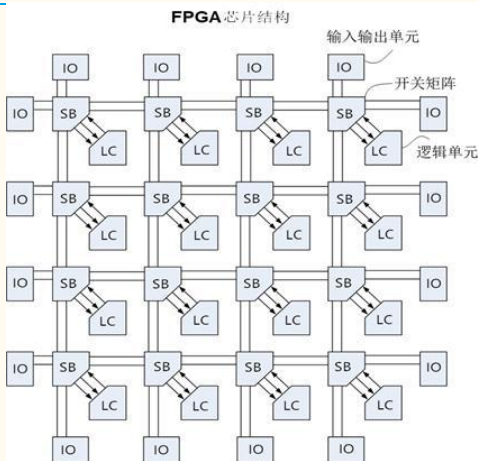 FPGA芯片结构
输入输出单元
IO IO IO IO
开关矩阵
IO SB SB SB SB IO
LC LC LC LC
逻辑单元
IO SB SB SB SB IO
LC LC LC LC
IO SB SB SB SB IO
LC LC LC LC
IO SB SB SB SB IO
LC LC LC LC
IO IO IO IO